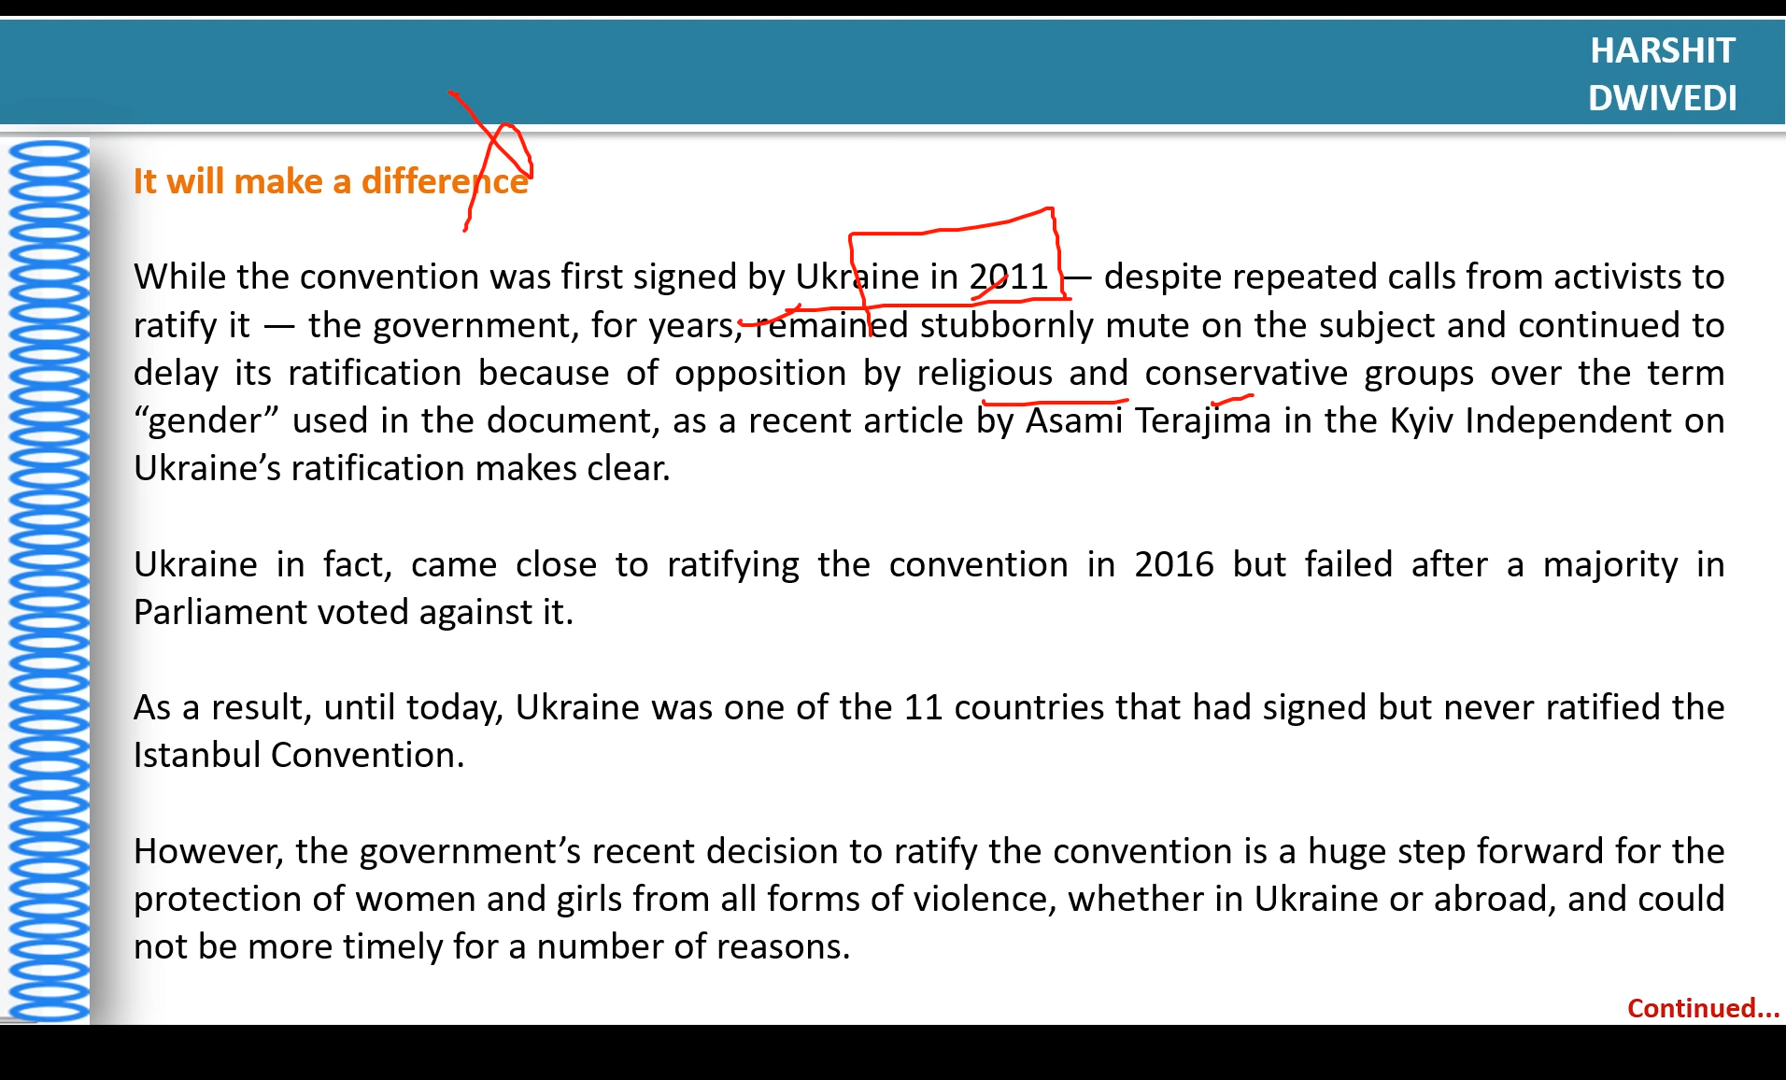 HARSHIT
DWIVEDI
It will make a difference
While the convention was first signed by Ukraine in 2011 — despite repeated calls from activists to
ratify it — the government, for years, remained stubbornly mute on the subject and continued to
delay its ratification because of opposition by religious and conservative groups over the term
“gender” used in the document, as a recent article by Asami Terajima in the Kyiv Independent on
Ukraine’s ratification makes clear.
Ukraine in fact, came close to ratifying the convention in 2016 but failed after a majority in
Parliament voted against it.
As a result, until today, Ukraine was one of the 11 countries that had signed but never ratified the
Istanbul Convention.
However, the government’s recent decision to ratify the convention is a huge step forward for the
protection of women and girls from all forms of violence, whether in Ukraine or abroad, and could
not be more timely for a number of reasons.
Continued...